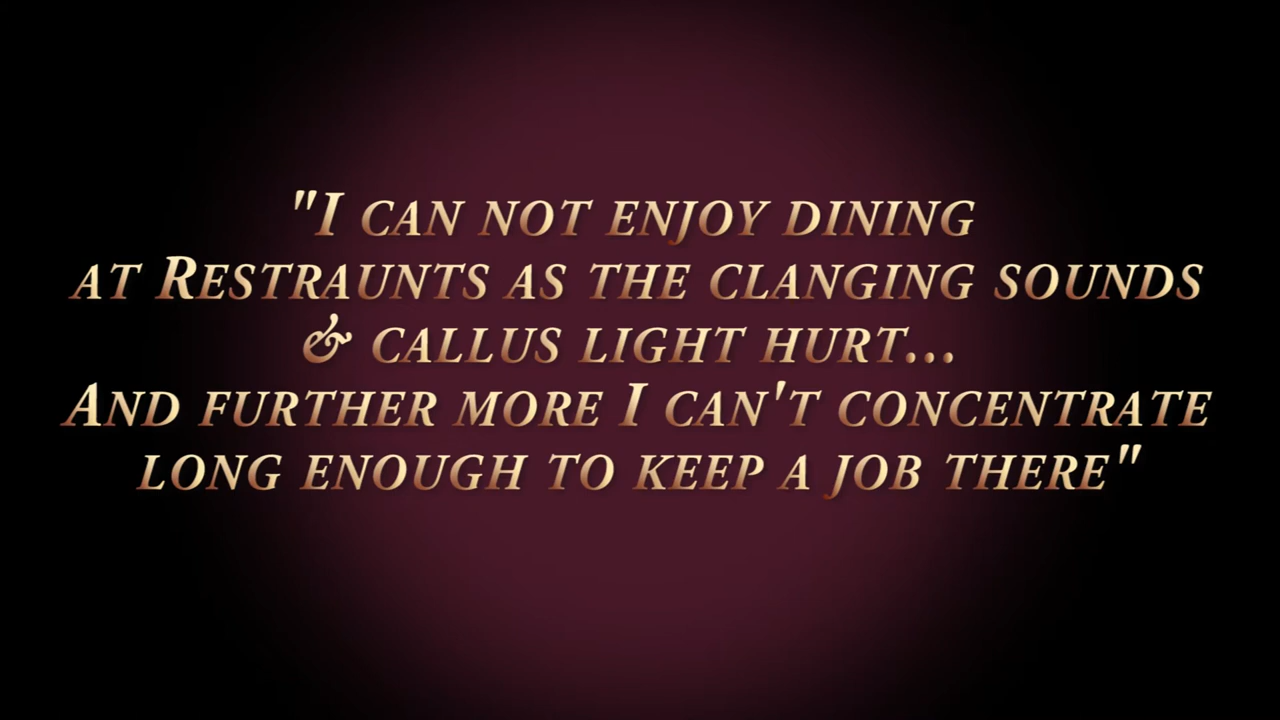 "I can not enjoy dining
at Restraunts as the clanging sounds
& callus light hurt...
And further more I can't concentrate
long enough to keep a job there"